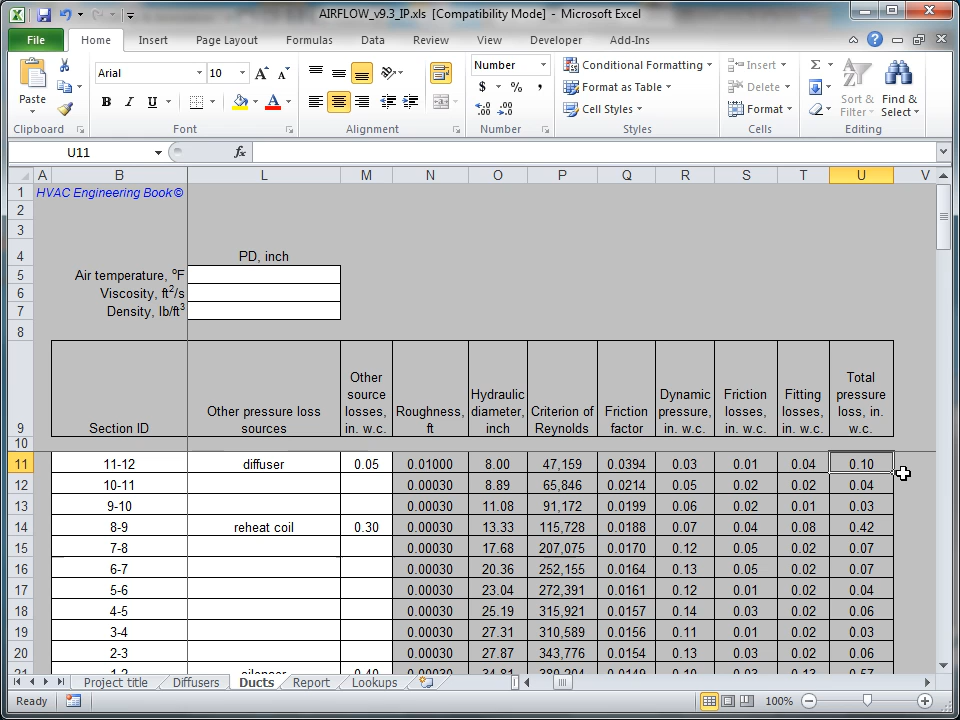 AIRFLOW_v9.3_IP.xls [Compatibility Mode] - Microsoft Excel
File Home Insert Page Layout Formulas Data Review View Developer Add-Ins
Paste
Clipboard
Arial 10
B I U
Font
Alignment
Number
$ % ,
Number
Conditional Formatting
Format as Table
Cell Styles
Styles
Insert
Delete
Format
Cells
Sort & Filter
Find & Select
Editing
U11 fx
A B L M N O P Q R S T U V
1 HVAC Engineering Book©
2
3
4 PD, inch
5 Air temperature, ºF
6 Viscosity, ft²/s
7 Density, lb/ft³
8
9 Section ID Other pressure loss sources Other source losses, in. w.c. Roughness, ft Hydraulic diameter, inch Criterion of Reynolds Friction factor Dynamic pressure, in. w.c. Friction losses, in. w.c. Fitting losses, in. w.c. Total pressure loss, in. w.c.
10
11 11-12 diffuser 0.05 0.01000 8.00 47,159 0.0394 0.03 0.01 0.04 0.10
12 10-11 0.00030 8.89 65,846 0.0214 0.05 0.02 0.02 0.04
13 9-10 0.00030 11.08 91,172 0.0199 0.06 0.02 0.01 0.03
14 8-9 reheat coil 0.30 0.00030 13.33 115,728 0.0188 0.07 0.04 0.08 0.42
15 7-8 0.00030 17.68 207,075 0.0170 0.12 0.05 0.02 0.07
16 6-7 0.00030 20.36 252,155 0.0164 0.13 0.05 0.02 0.07
17 5-6 0.00030 23.04 272,391 0.0161 0.12 0.01 0.02 0.04
18 4-5 0.00030 25.19 315,921 0.0157 0.14 0.03 0.02 0.06
19 3-4 0.00030 27.31 310,589 0.0156 0.11 0.01 0.02 0.03
20 2-3 0.00030 27.87 343,776 0.0154 0.13 0.03 0.02 0.06
Project title Diffusers Ducts Report Lookups
Ready 100%